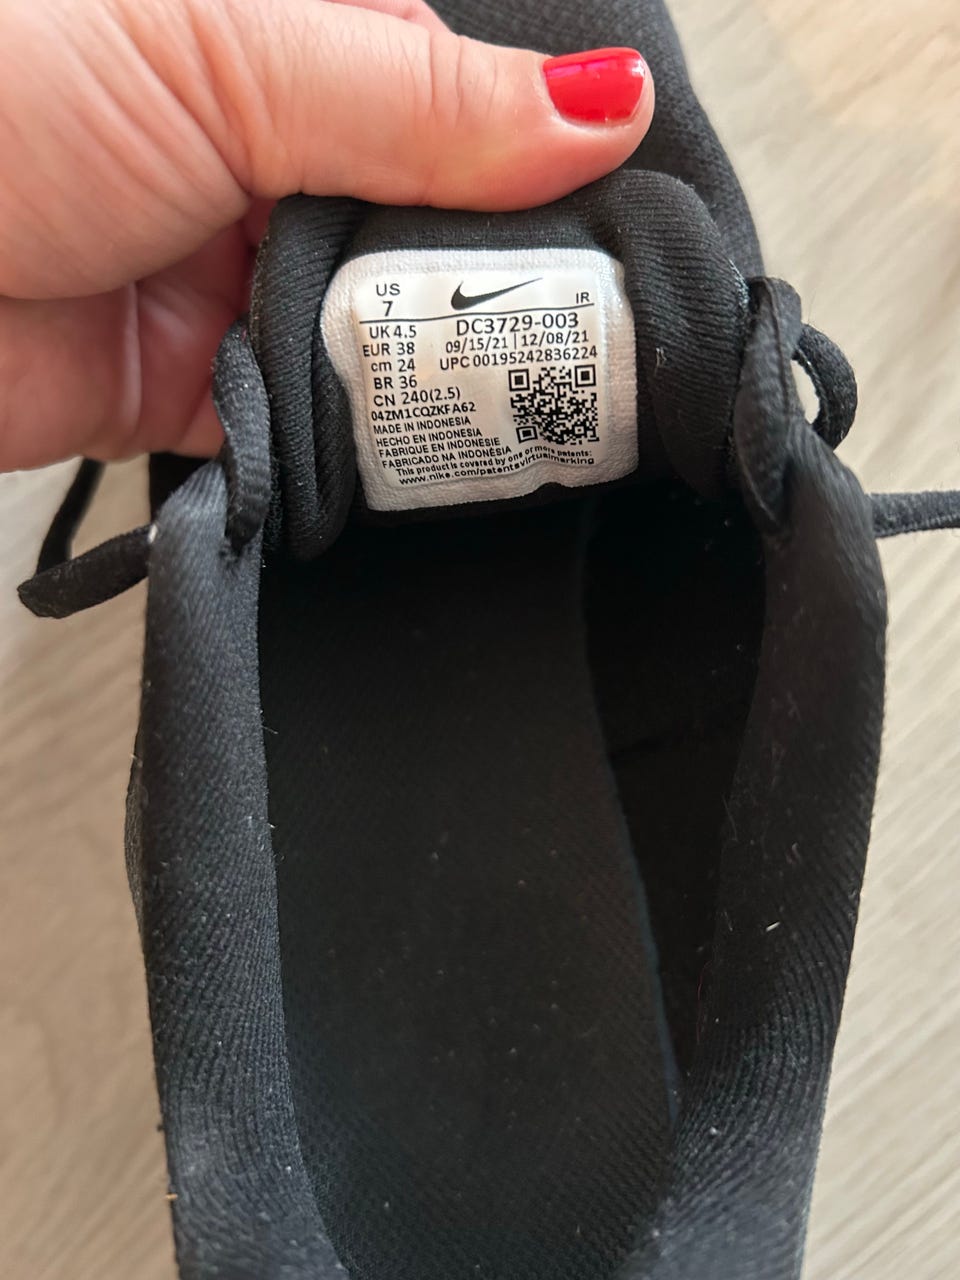 US
7
IR
UK 4.5
DC3729-003
EUR 38
09/15/21 | 12/08/21
cm 24
UPC 00195242836224
BR 36
CN 240(2.5)
04ZM1CQZKFA62
MADE IN INDONESIA
HECHO EN INDONESIA
FABRIQUE EN INDONESIE
FABRICADO NA INDONÉSIA
This product is covered by one or more patents:
www.nike.com/patentsvirtualmarking